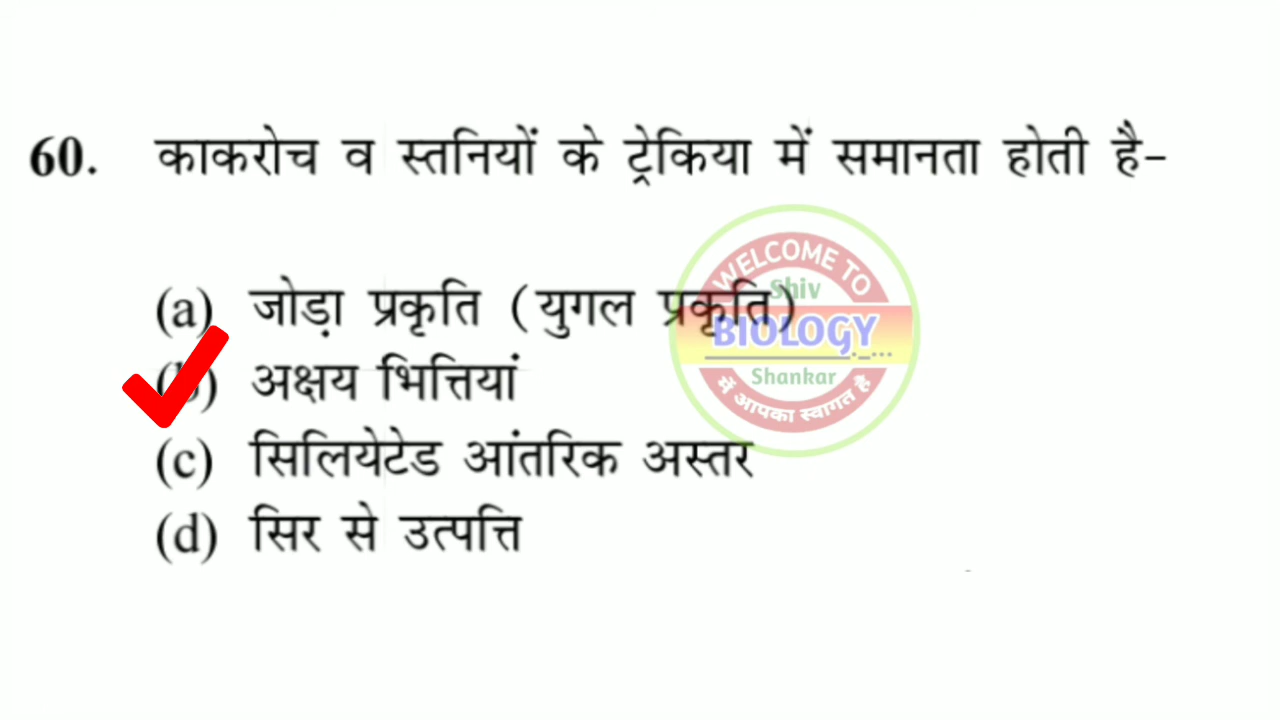 60. काकरोच व स्तनियों के ट्रेकिया में समानता होती है-
WELCOME TO
Shiv
(a) जोड़ा प्रकृति (युगल प्रकृति)
BIOLOGY
(b) अक्षय भित्तियां
Shankar
में आपका स्वागत हैं
(c) सिलियेटेड आंतरिक अस्तर
(d) सिर से उत्पत्ति